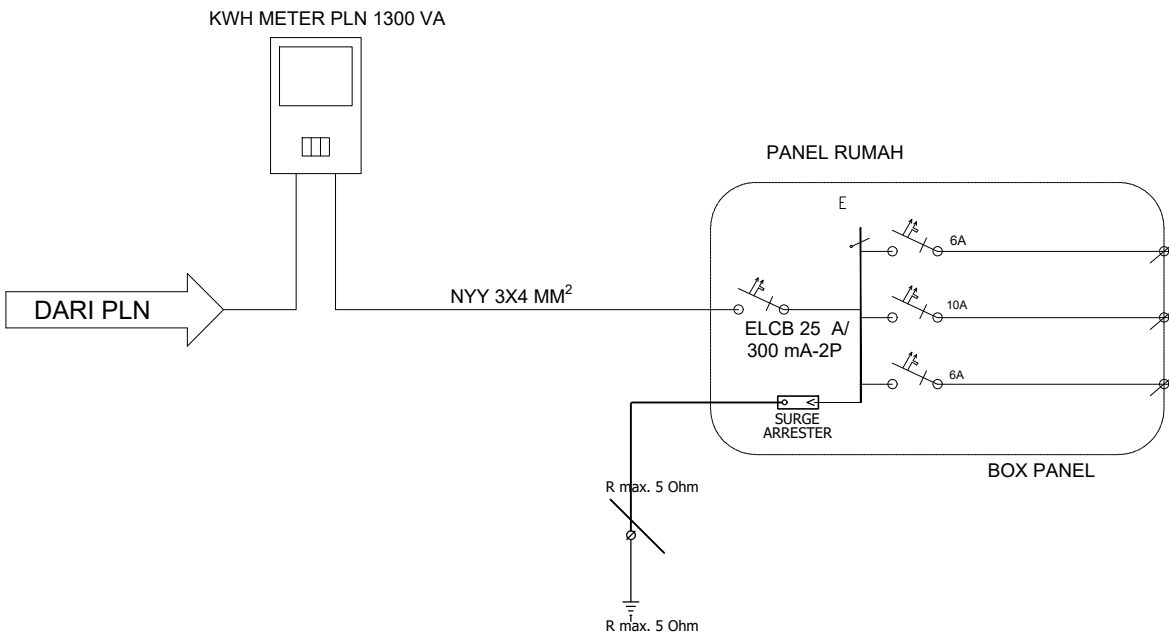 KWH METER PLN 1300 VA
PANEL RUMAH
E
6A
DARI PLN
NYY 3X4 MM²
10A
ELCB 25 A/
300 mA-2P
6A
SURGE
ARRESTER
BOX PANEL
R max. 5 Ohm
R max. 5 Ohm